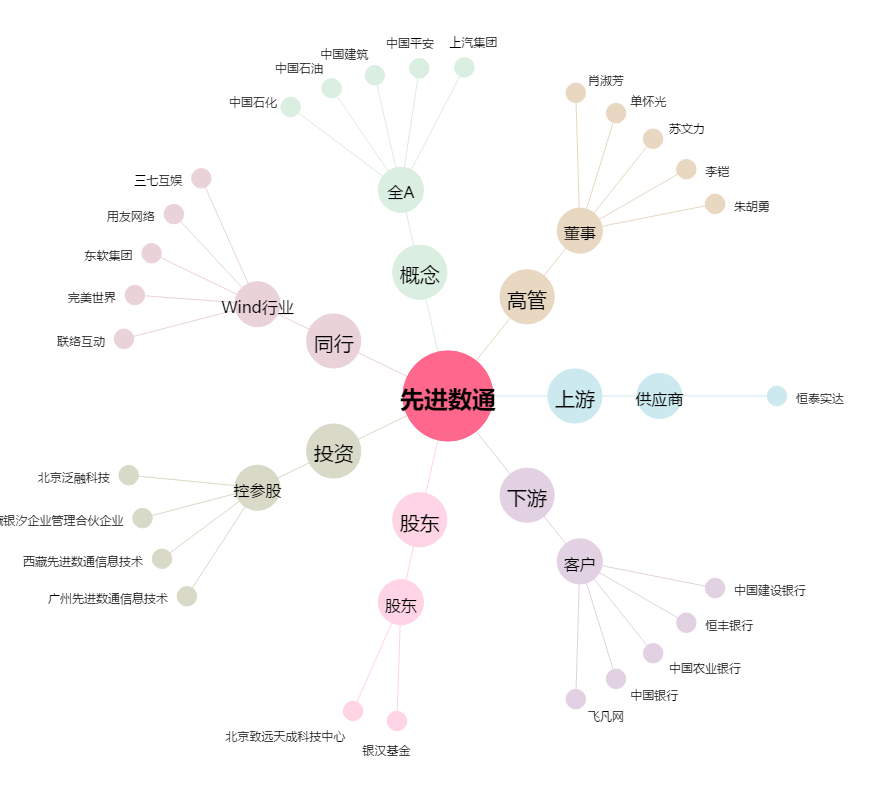 上汽集团
中国平安
中国建筑
中国石油
中国石化
肖淑芳
单怀光
苏文力
李铠
朱胡勇
全A
董事
三七互娱
用友网络
东软集团
完美世界
联络互动
概念
高管
Wind行业
同行
先进数通
上游
供应商
恒泰实达
投资
控参股
北京泛融科技
银汐企业管理合伙企业
西藏先进数通信息技术
广州先进数通信息技术
股东
股东
下游
客户
中国建设银行
恒丰银行
中国农业银行
中国银行
飞凡网
北京致远天成科技中心
银汉基金